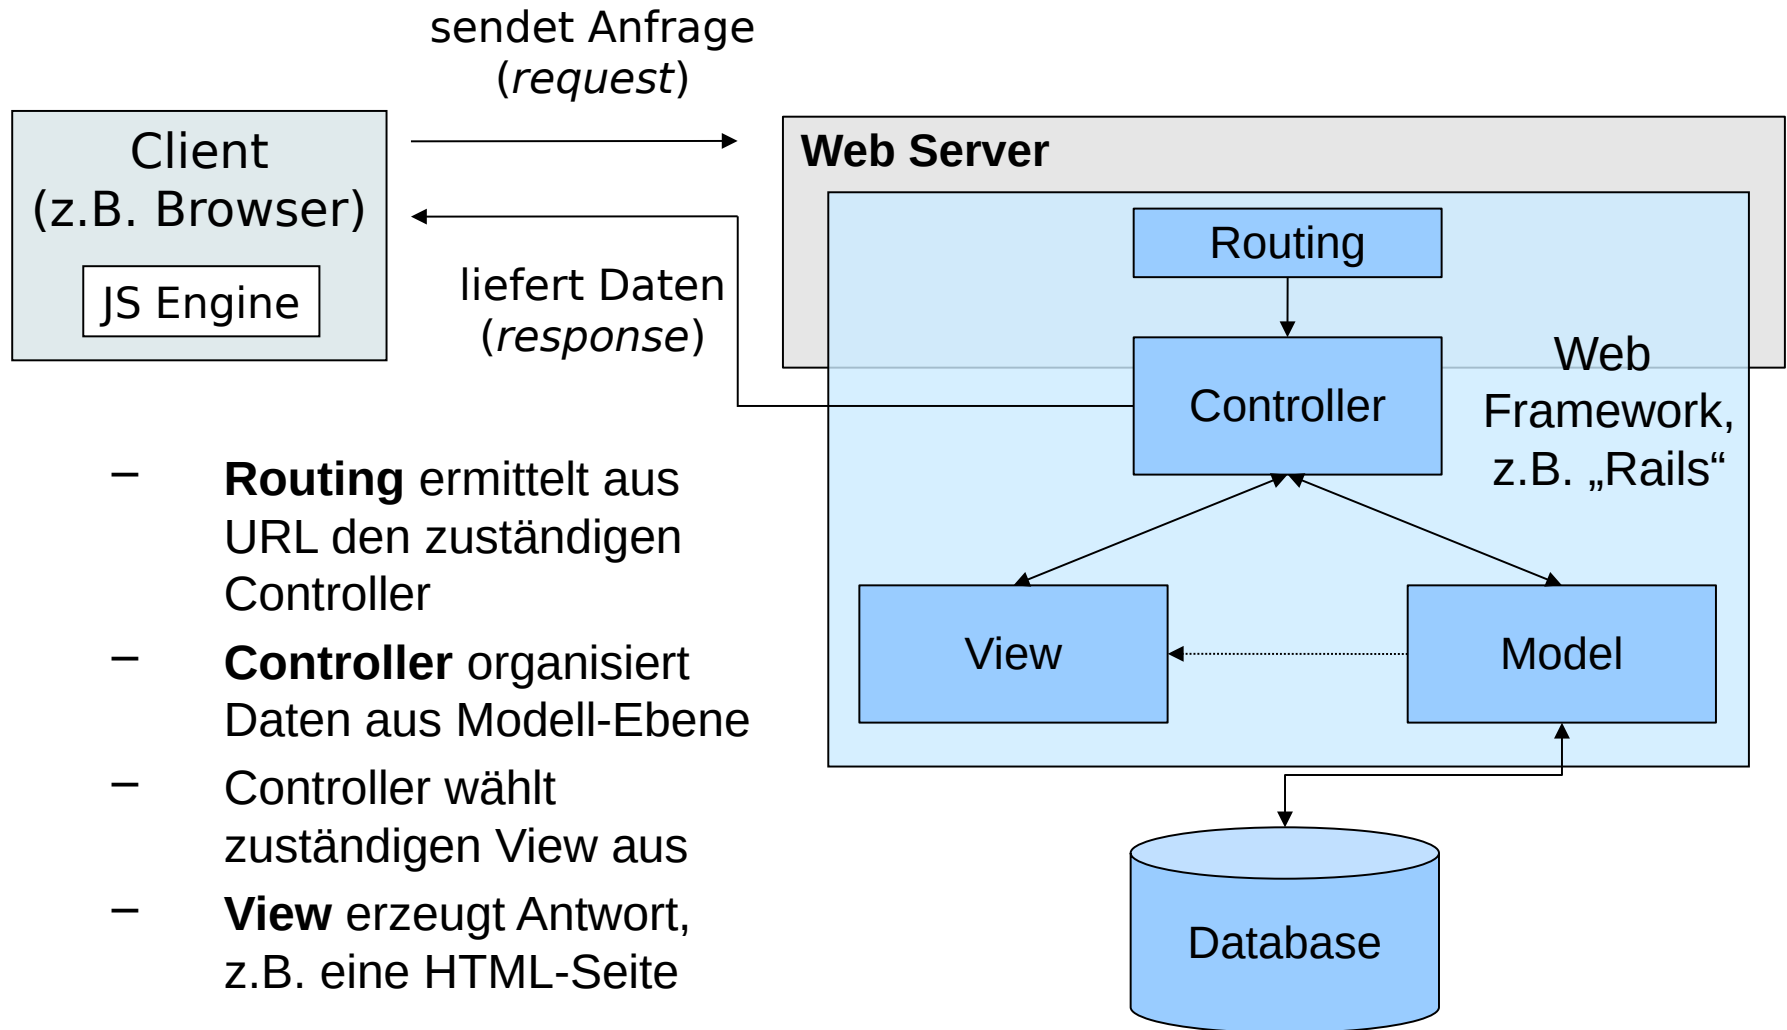 sendet Anfrage
(request)
Client
(z.B. Browser)
JS Engine
liefert Daten
(response)
Web Server
Routing
Controller
Web
Framework,
z.B. „Rails“
View
Model
Database
– Routing ermittelt aus
URL den zuständigen
Controller
– Controller organisiert
Daten aus Modell-Ebene
– Controller wählt
zuständigen View aus
– View erzeugt Antwort,
z.B. eine HTML-Seite